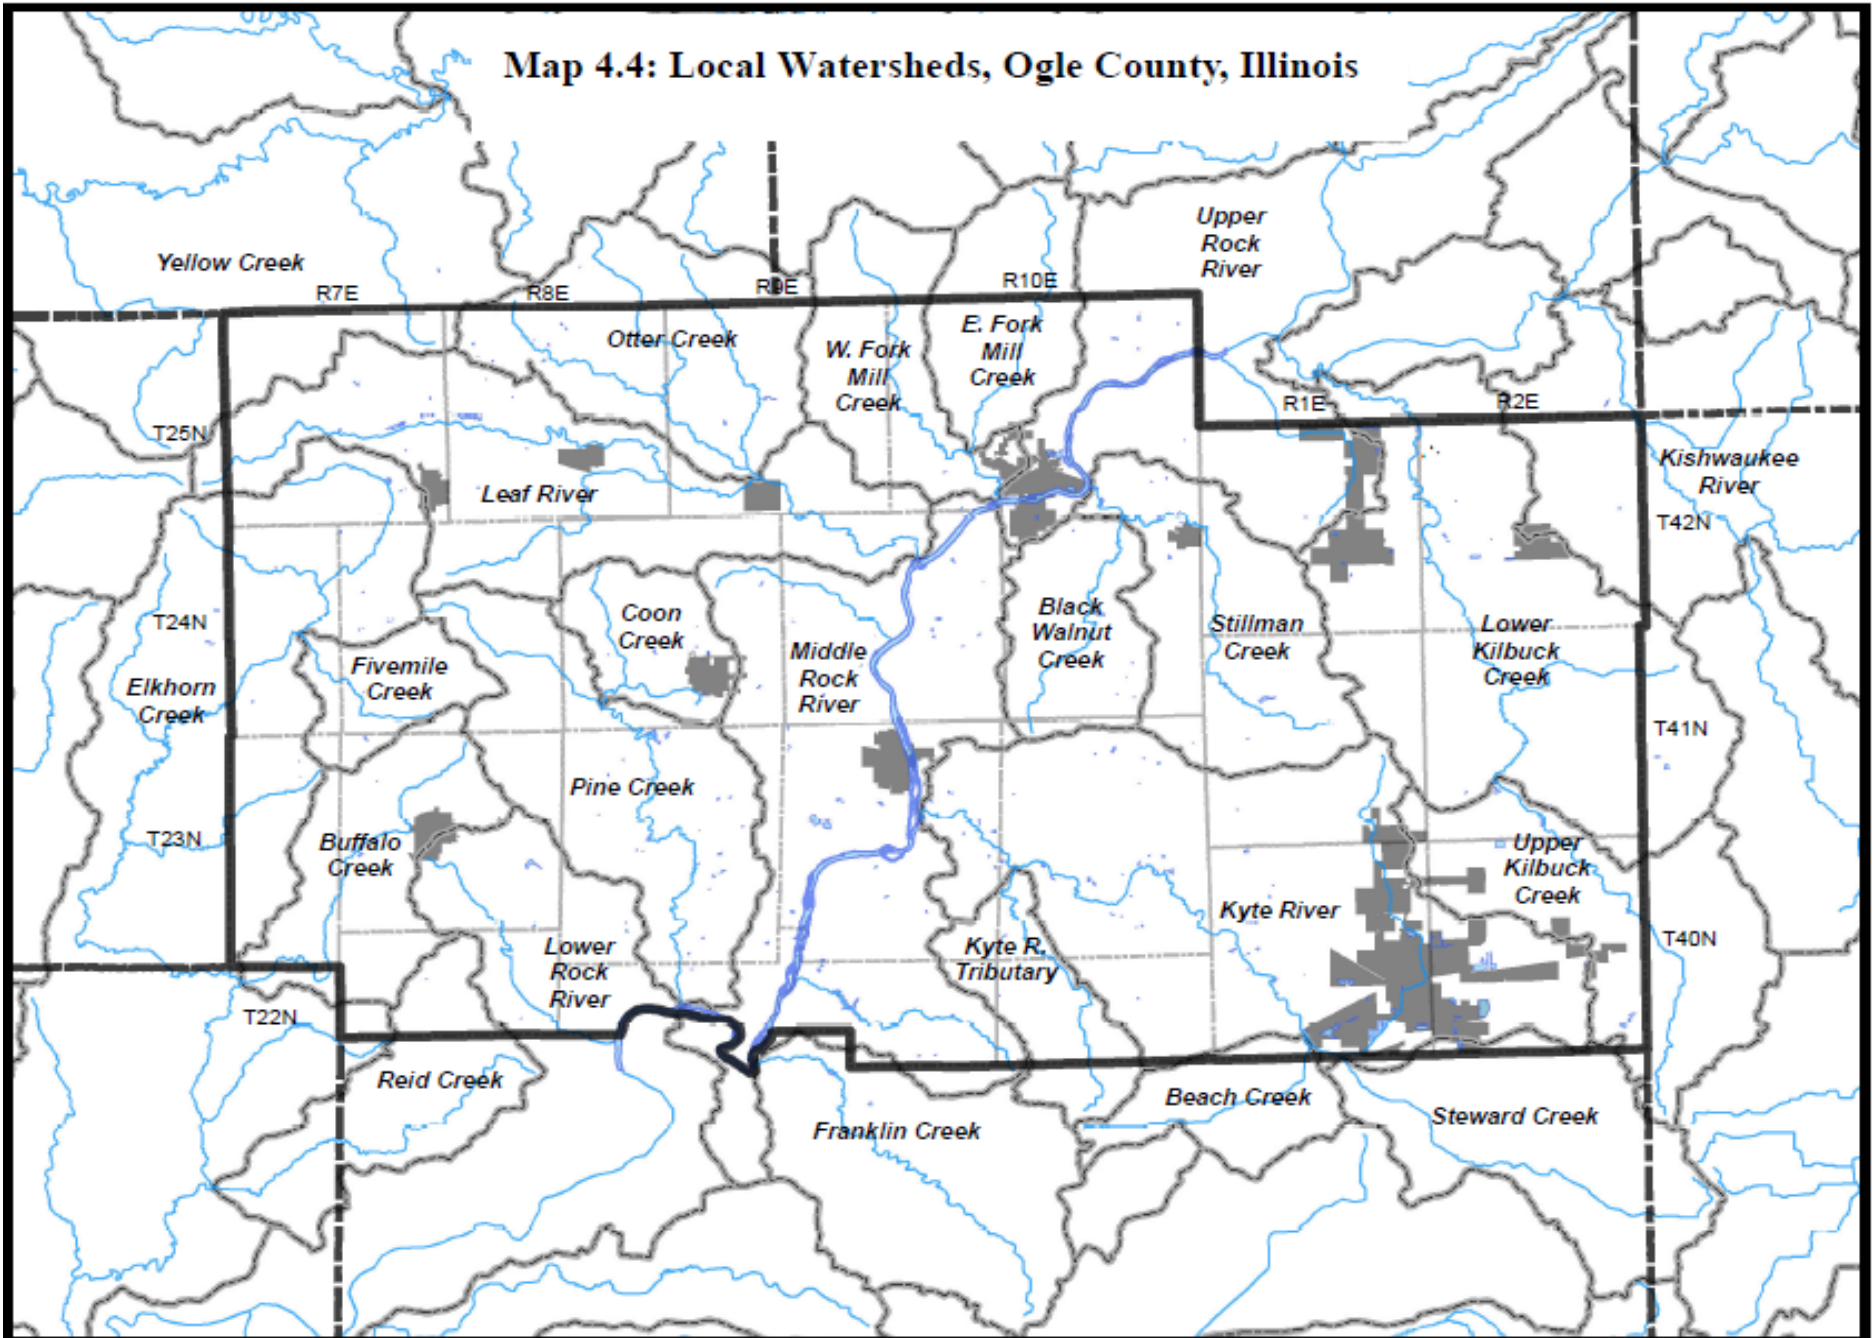 Map 4.4: Local Watersheds, Ogle County, Illinois
Upper
Rock
River
Yellow Creek
R7E
R8E
R9E
R10E
Otter Creek
W. Fork
Mill
Creek
E. Fork
Mill
Creek
R1E
R2E
T25N
Leaf River
Kishwaukee
River
T42N
T24N
Coon
Creek
Black
Walnut
Creek
Stillman
Creek
Lower
Kilbuck
Creek
Fivemile
Creek
Middle
Rock
River
Elkhorn
Creek
T41N
Pine Creek
T23N
Buffalo
Creek
Upper
Kilbuck
Creek
Kyte River
Lower
Rock
River
Kyte R.
Tributary
T40N
T22N
Reid Creek
Beach Creek
Steward Creek
Franklin Creek